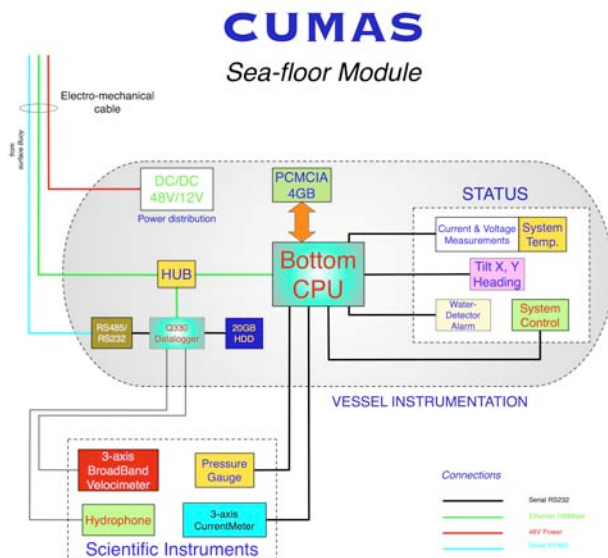 CUMAS
Sea-floor Module
Electro-mechanical
cable
from
surface Buoy
DC/DC
48V/12V
Power distribution
PCMCIA
4GB
STATUS
Current & Voltage
Measurements
System
Temp.
Bottom
CPU
Tilt X, Y
Heading
HUB
Water-
Detector
Alarm
System
Control
RS485/
RS232
Q330
Datalogger
20GB
HDD
VESSEL INSTRUMENTATION
3-axis
BroadBand
Velocimeter
Pressure
Gauge
Hydrophone
3-axis
CurrentMeter
Scientific Instruments
Connections
Serial RS232
Ethernet 100Mbps
48V Power
Serial RS485